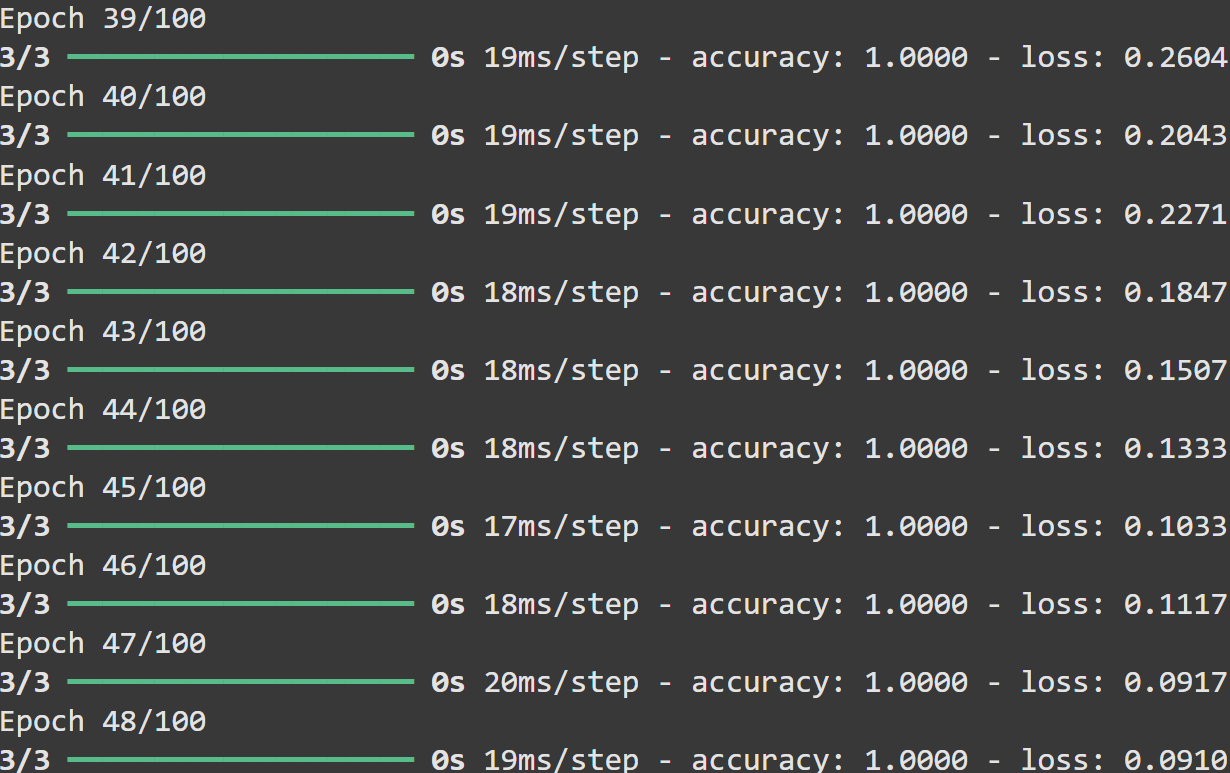 Epoch 39/100
3/3 ━━━━━━━━━━━━━━━━━━━━ 0s 19ms/step - accuracy: 1.0000 - loss: 0.2604
Epoch 40/100
3/3 ━━━━━━━━━━━━━━━━━━━━ 0s 19ms/step - accuracy: 1.0000 - loss: 0.2043
Epoch 41/100
3/3 ━━━━━━━━━━━━━━━━━━━━ 0s 19ms/step - accuracy: 1.0000 - loss: 0.2271
Epoch 42/100
3/3 ━━━━━━━━━━━━━━━━━━━━ 0s 18ms/step - accuracy: 1.0000 - loss: 0.1847
Epoch 43/100
3/3 ━━━━━━━━━━━━━━━━━━━━ 0s 18ms/step - accuracy: 1.0000 - loss: 0.1507
Epoch 44/100
3/3 ━━━━━━━━━━━━━━━━━━━━ 0s 18ms/step - accuracy: 1.0000 - loss: 0.1333
Epoch 45/100
3/3 ━━━━━━━━━━━━━━━━━━━━ 0s 17ms/step - accuracy: 1.0000 - loss: 0.1033
Epoch 46/100
3/3 ━━━━━━━━━━━━━━━━━━━━ 0s 18ms/step - accuracy: 1.0000 - loss: 0.1117
Epoch 47/100
3/3 ━━━━━━━━━━━━━━━━━━━━ 0s 20ms/step - accuracy: 1.0000 - loss: 0.0917
Epoch 48/100
3/3 ━━━━━━━━━━━━━━━━━━━━ 0s 19ms/step - accuracy: 1.0000 - loss: 0.0910